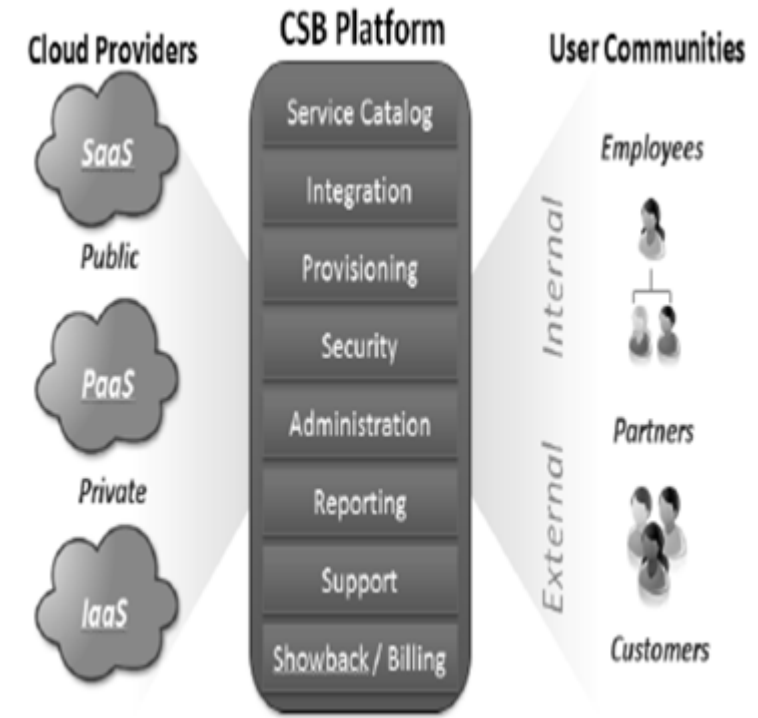 Cloud Providers
SaaS
Public
PaaS
Private
IaaS
CSB Platform
Service Catalog
Integration
Provisioning
Security
Administration
Reporting
Support
Showback / Billing
User Communities
Employees
Internal
Partners
External
Customers